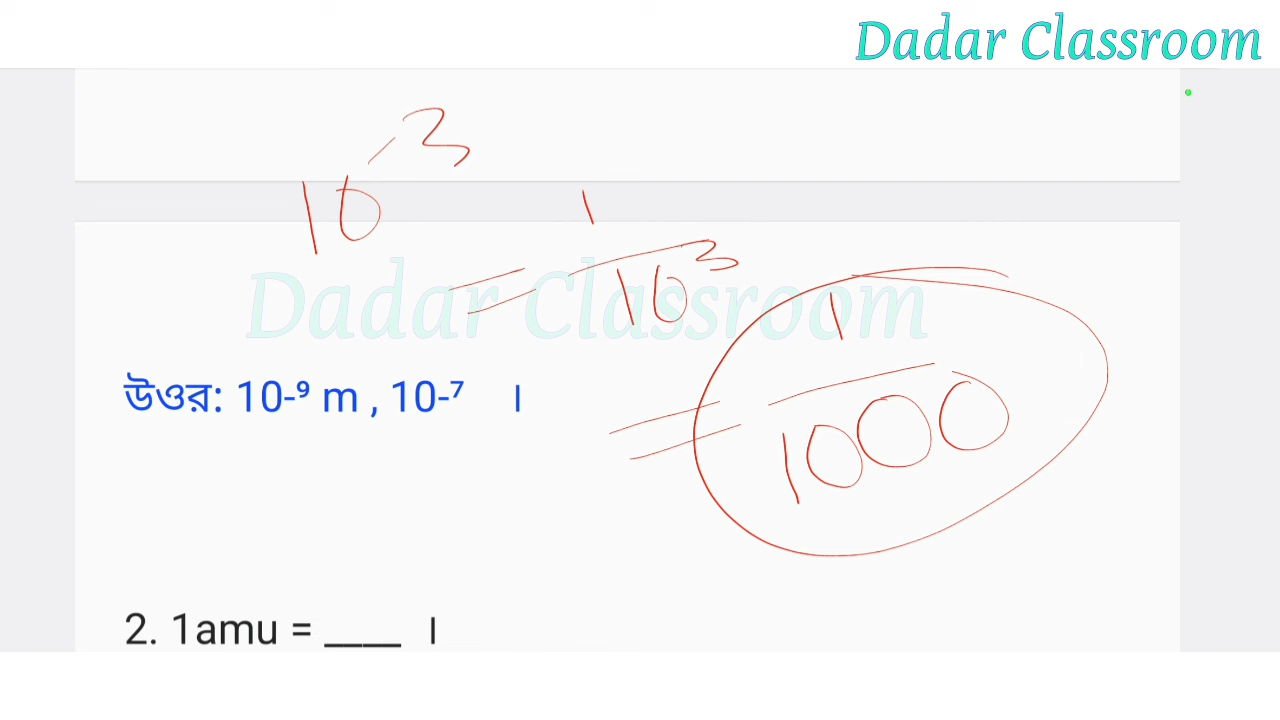 Dadar Classroom
10⁻³
= 1/10³
Dadar Classroom
= 1/1000
উওর: 10-⁹ m , 10-⁷ ।
2. 1amu = ____ ।